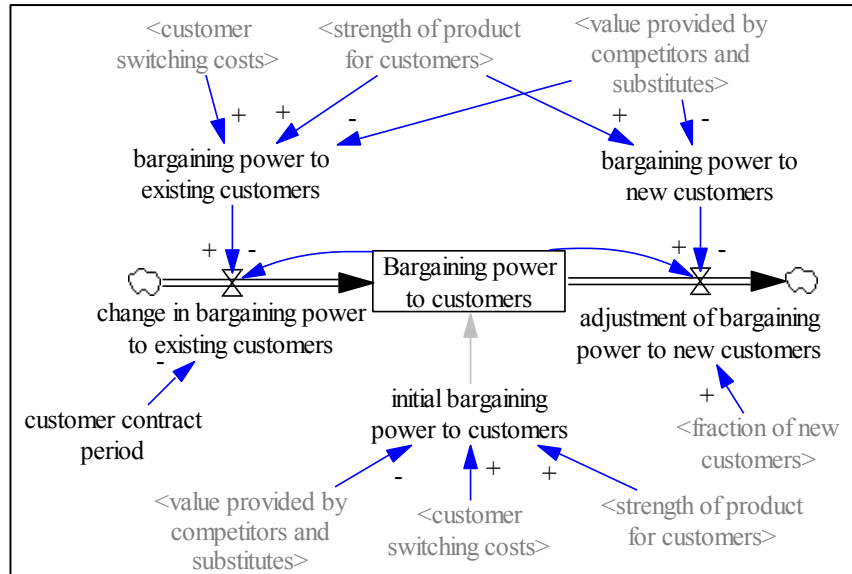 <customer
switching costs>
<strength of product
for customers>
<value provided by
competitors and
substitutes>
+
+
-
+
-
bargaining power to
existing customers
bargaining power to
new customers
+
-
+
-
Bargaining power
to customers
change in bargaining power
to existing customers
adjustment of bargaining
power to new customers
-
customer contract
period
initial bargaining
power to customers
+
<fraction of new
customers>
-
+
+
<value provided by
competitors and
substitutes>
<customer
switching costs>
<strength of product
for customers>